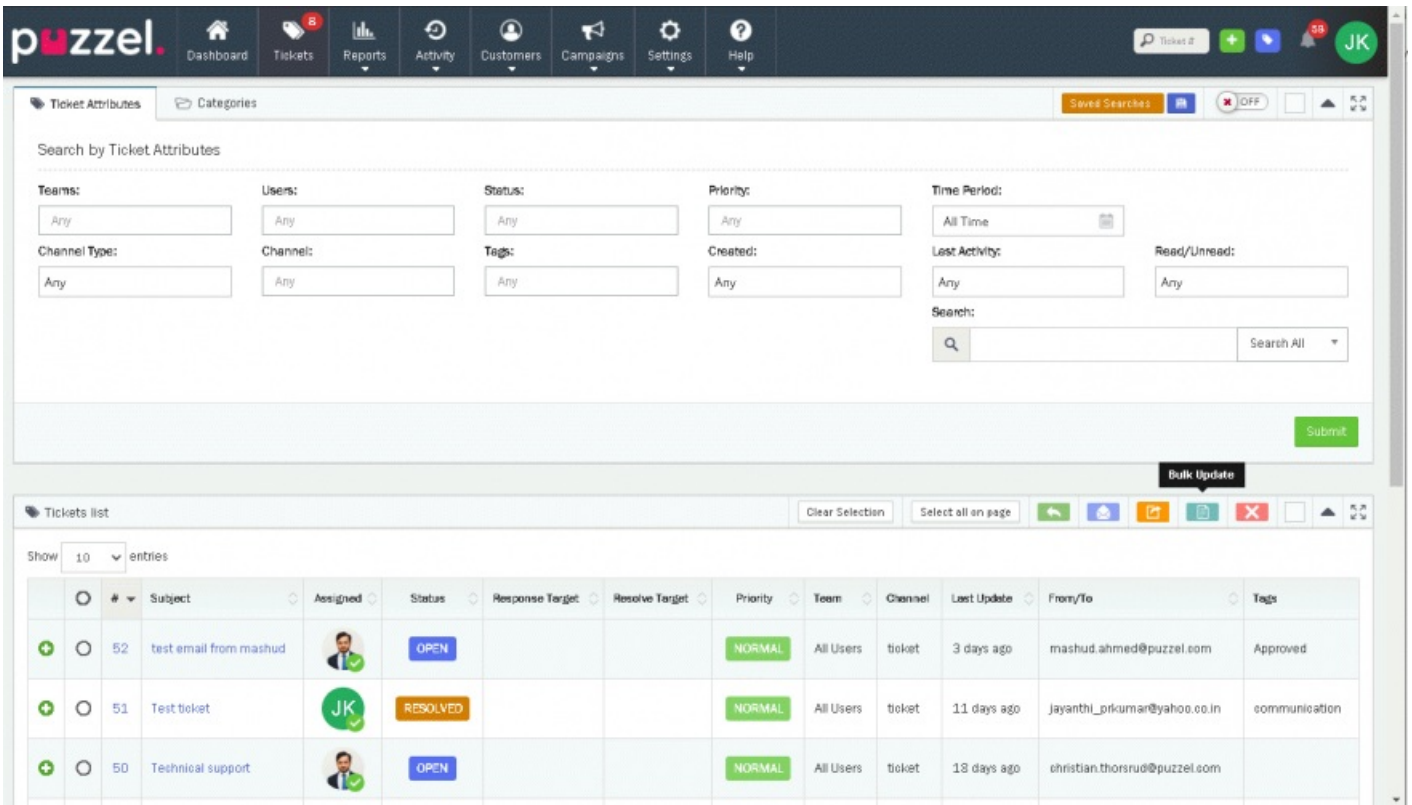 puzzel.
Dashboard
8
Tickets
Reports
Activity
Customers
Campaigns
Settings
Help
Ticket #
58
JK
Ticket Attributes
Categories
Saved Searches
OFF
Search by Ticket Attributes
Teams: Users: Status: Priority: Time Period:
Any Any Any Any All Time
Channel Type: Channel: Tags: Created: Last Activity: Read/Unread:
Any Any Any Any Any Any
Search:
Search All
Submit
Bulk Update
Tickets list Clear Selection Select all on page
Show 10 entries
# Subject Assigned Status Response Target Resolve Target Priority Team Channel Last Update From/To Tags
52 test email from mashud OPEN NORMAL All Users ticket 3 days ago mashud.ahmed@puzzel.com Approved
51 Test ticket JK RESOLVED NORMAL All Users ticket 11 days ago jayanthi_prkumar@yahoo.co.in communication
50 Technical support OPEN NORMAL All Users ticket 18 days ago christian.thorsrud@puzzel.com